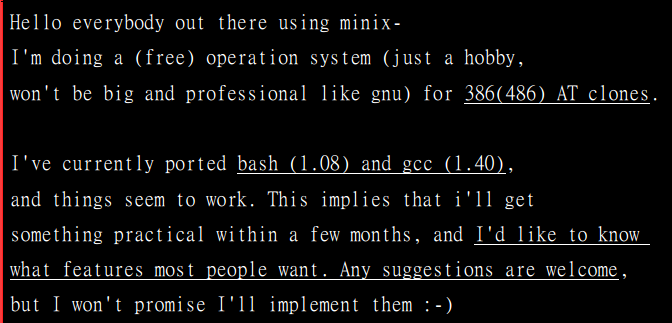 Hello everybody out there using minix-
I'm doing a (free) operation system (just a hobby,
won't be big and professional like gnu) for 386(486) AT clones.
I've currently ported bash (1.08) and gcc (1.40),
and things seem to work. This implies that i'll get
something practical within a few months, and I'd like to know
what features most people want. Any suggestions are welcome,
but I won't promise I'll implement them :-)